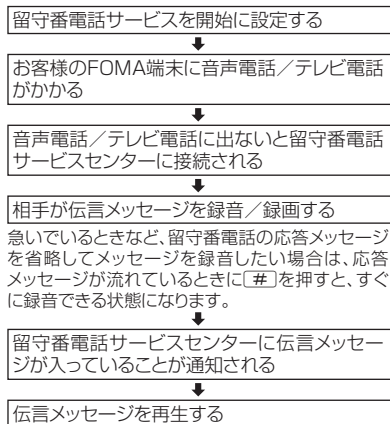 留守番電話サービスを開始に設定する
お客様のFOMA端末に音声電話／テレビ電話
がかかる
音声電話／テレビ電話に出ないと留守番電話
サービスセンターに接続される
相手が伝言メッセージを録音／録画する
急いでいるときなど、留守番電話の応答メッセージ
を省略してメッセージを録音したい場合は、応答
メッセージが流れているときに#を押すと、すぐ
に録音できる状態になります。
留守番電話サービスセンターに伝言メッセー
ジが入っていることが通知される
伝言メッセージを再生する